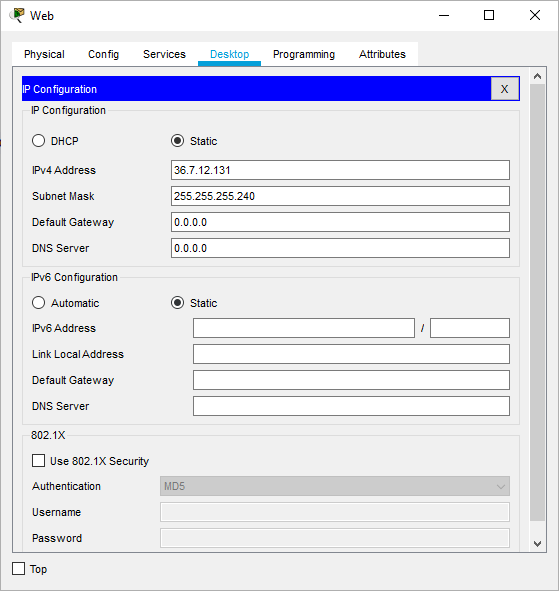 Web
Physical Config Services Desktop Programming Attributes
IP Configuration X
IP Configuration
DHCP Static
IPv4 Address 36.7.12.131
Subnet Mask 255.255.255.240
Default Gateway 0.0.0.0
DNS Server 0.0.0.0
IPv6 Configuration
Automatic Static
IPv6 Address /
Link Local Address
Default Gateway
DNS Server
802.1X
Use 802.1X Security
Authentication MD5
Username
Password
Top